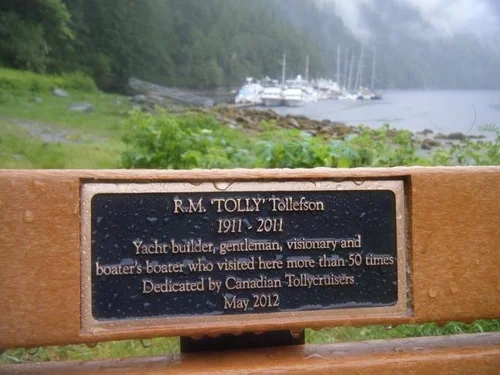 R.M. 'TOLLY' Tollefson
1911 - 2011
Yacht builder, gentleman, visionary and
boater's boater who visited here more than 50 times
Dedicated by Canadian Tollycruisers
May 2012